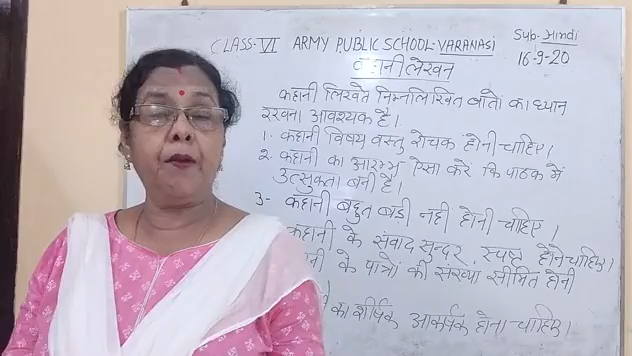 Sub- Hindi
CLASS-VI ARMY PUBLIC SCHOOL-VARANASI
16-9-20
लेखन
कहानी लिखते निम्नलिखित बातों का ध्यान
रखना आवश्यक है।
1. कहानी विषय वस्तु रोचक होनी चाहिए।
2. कहानी का आरम्भ ऐसा करे कि पाठक में
उत्सुकता बनी है।
3- कहानी बहुत बडी नही होनी चाहिए।
कहानी के संवाद सुन्दर, स्पष्ट होने चाहिए।
के पात्रों की संख्या सीमित होनी
का शीर्षक आकर्षक होना चाहिए।